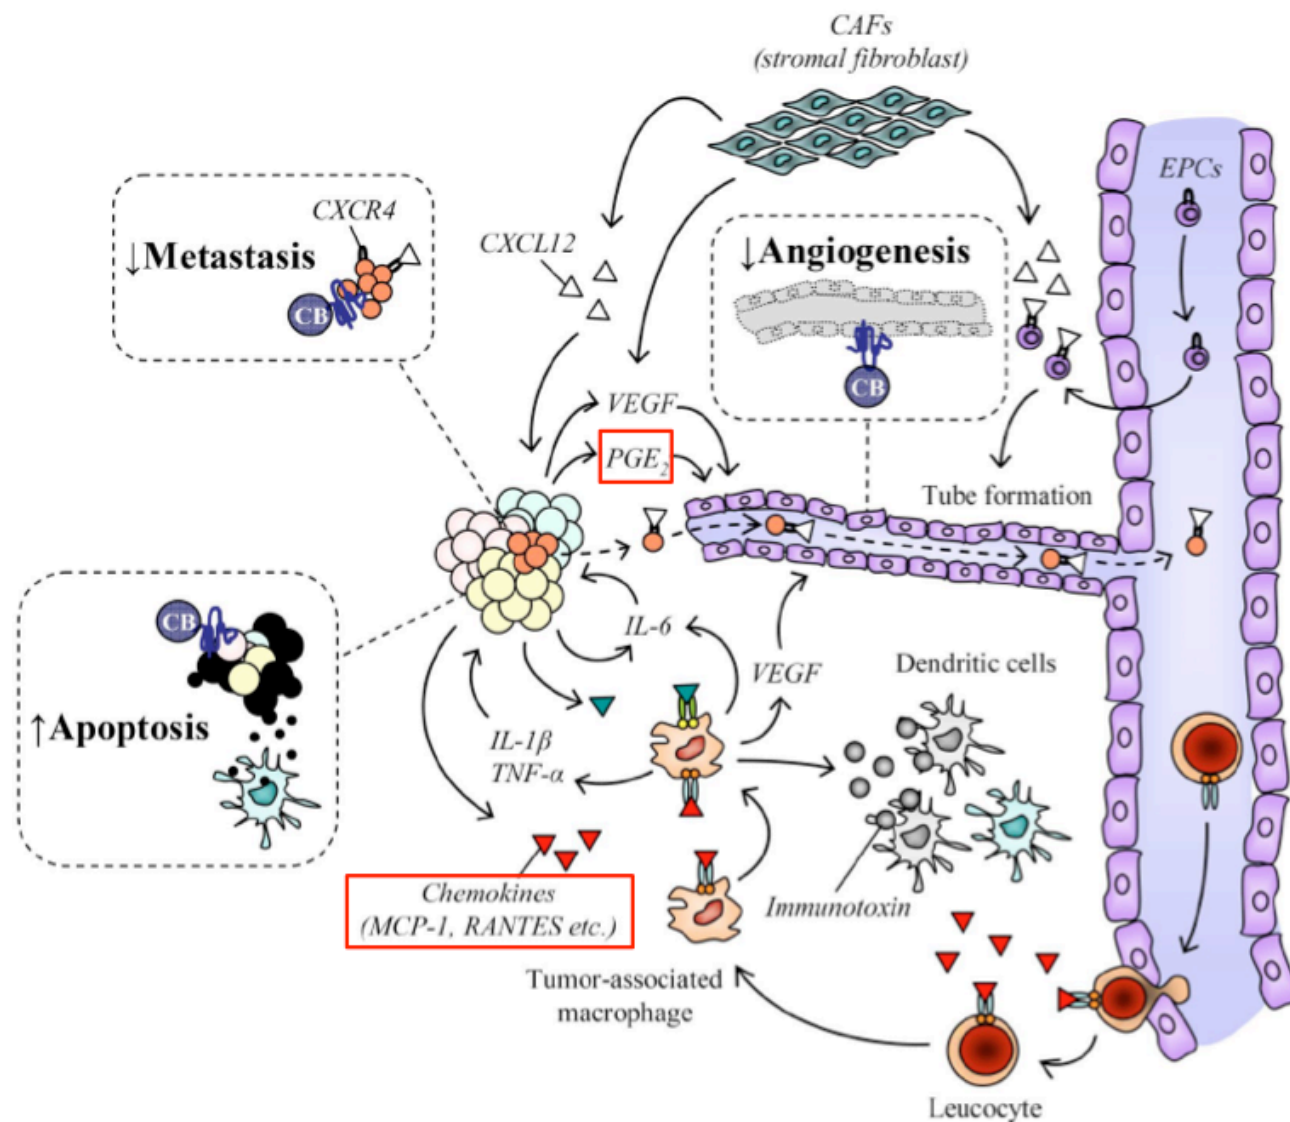 CAFs
(stromal fibroblast)
EPCs
CXCR4
↓Metastasis
CB
CXCL12
↓Angiogenesis
CB
VEGF
PGE₂
Tube formation
CB
↑Apoptosis
IL-6
VEGF
Dendritic cells
IL-1β
TNF-α
Chemokines
(MCP-1, RANTES etc.)
Immunotoxin
Tumor-associated
macrophage
Leucocyte